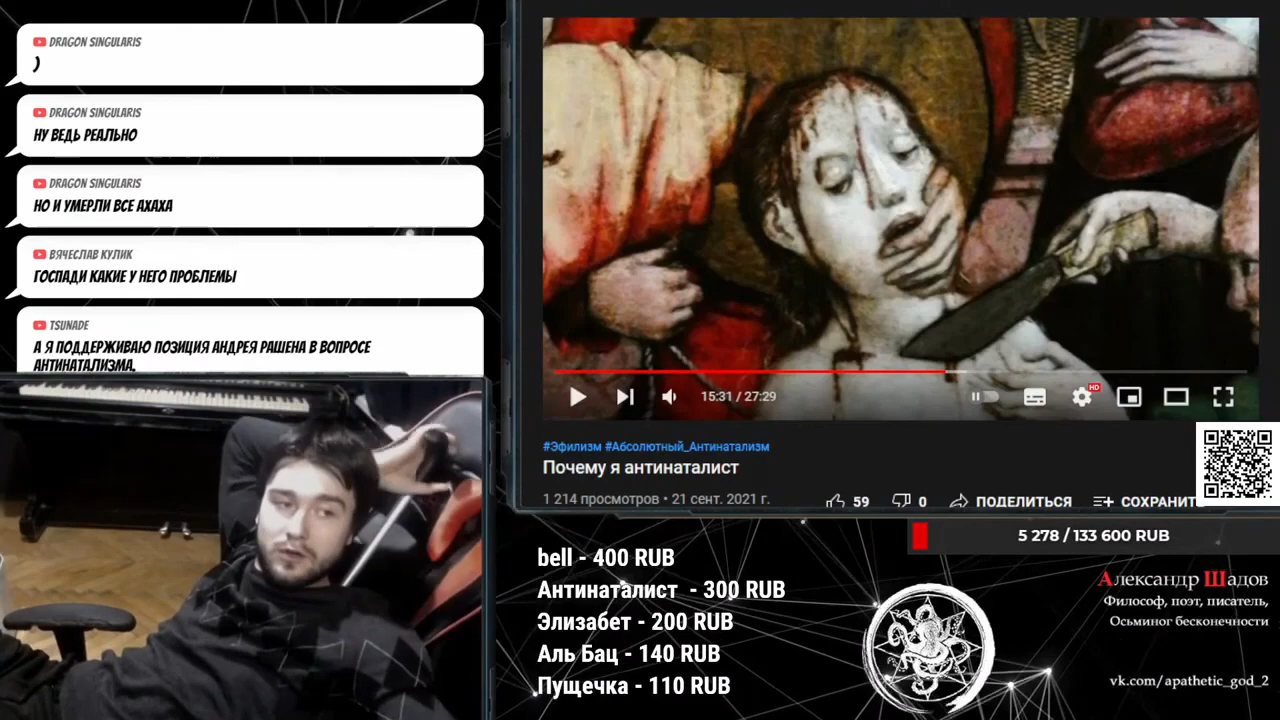 DRAGON SINGULARIS
)
DRAGON SINGULARIS
НУ ВЕДЬ РЕАЛЬНО
DRAGON SINGULARIS
НО И УМЕРЛИ ВСЕ АХАХА
ВЯЧЕСЛАВ КУЛИК
ГОСПАДИ КАКИЕ У НЕГО ПРОБЛЕМЫ
TSUNADE
А Я ПОДДЕРЖИВАЮ ПОЗИЦИЯ АНДРЕЯ РАШЕНА В ВОПРОСЕ
АНТИНАТАЛИЗМА,
15:31 / 27:29
HD
#Эфилизм #Абсолютный_Антинатализм
Почему я антинаталист
1 214 просмотров • 21 сент. 2021 г.
59
0
ПОДЕЛИТЬСЯ
СОХРАНИТЬ
5 278 / 133 600 RUB
bell - 400 RUB
Антинаталист - 300 RUB
Элизабет - 200 RUB
Аль Бац - 140 RUB
Пущечка - 110 RUB
Александр Шадов
Философ, поэт, писатель,
Осьминог бесконечности
vk.com/apathetic_god_2